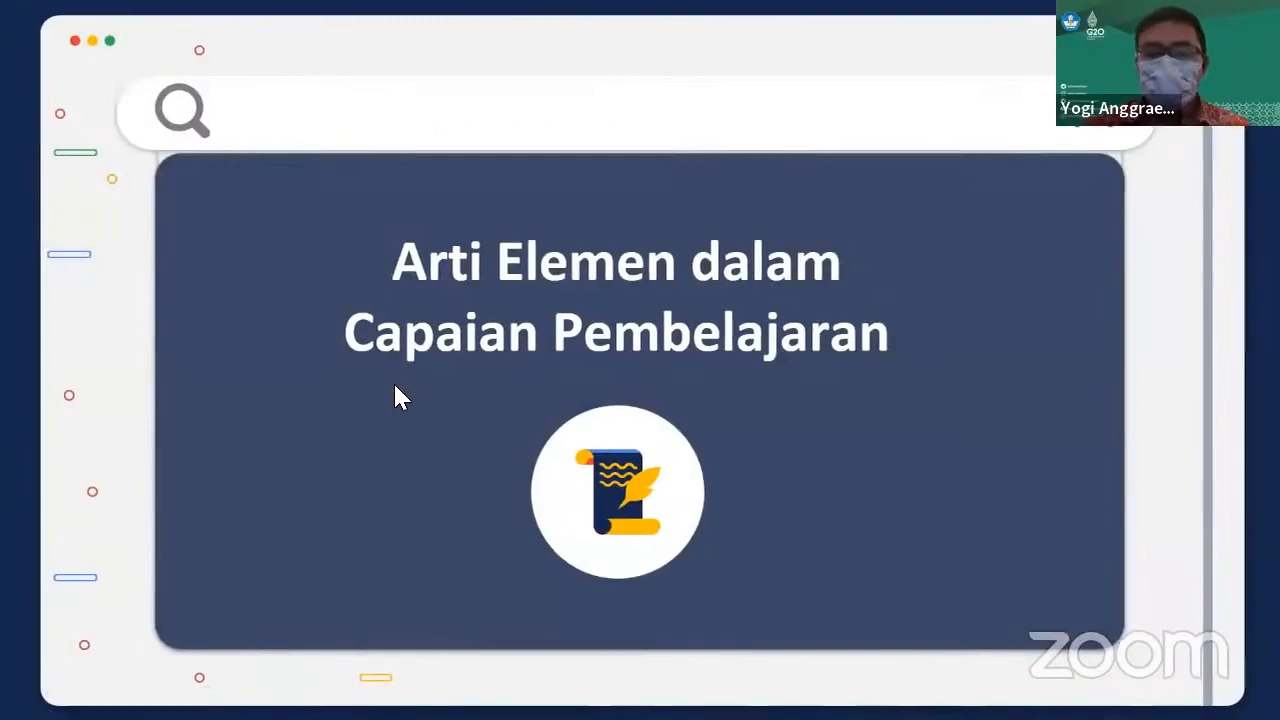 G20
Yogi Anggrae...
Arti Elemen dalam
Capaian Pembelajaran
zoom